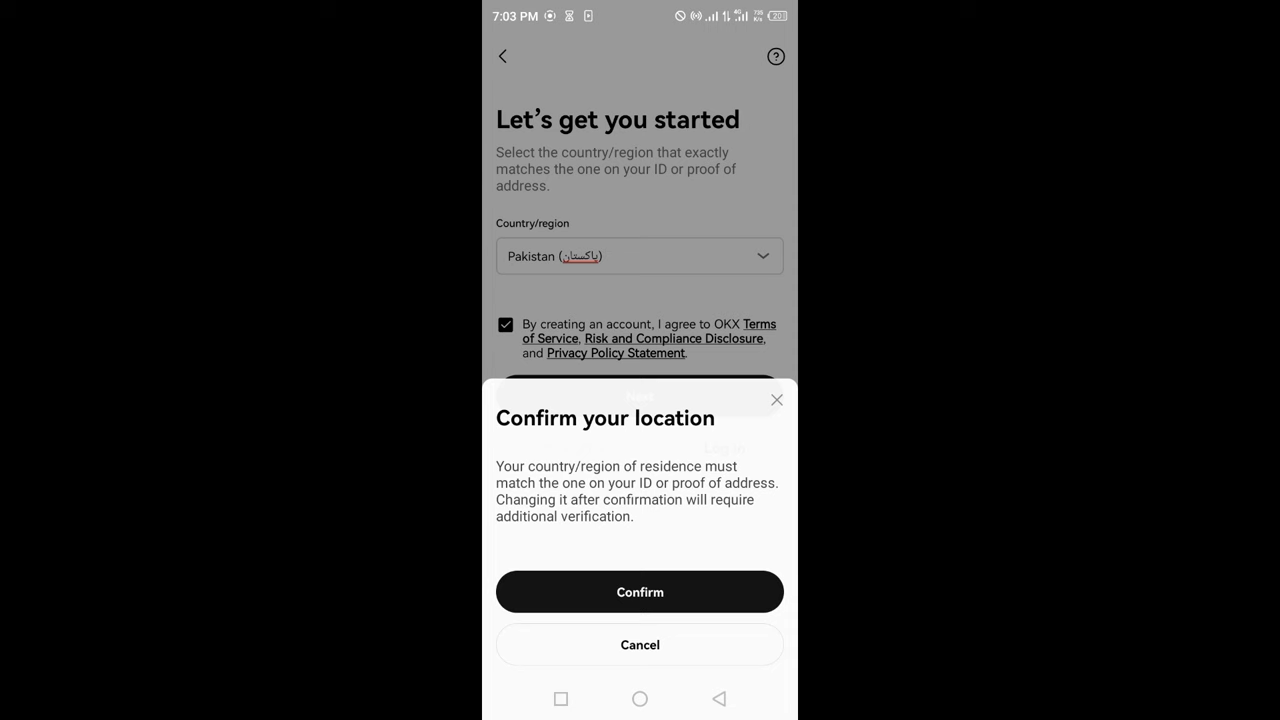 7:03 PM
Let's get you started
Select the country/region that exactly
matches the one on your ID or proof of
address.
Country/region
Pakistan (پاکستان)
By creating an account, I agree to OKX Terms
of Service, Risk and Compliance Disclosure,
and Privacy Policy Statement.
Next
Confirm your location
Log in
Your country/region of residence must
match the one on your ID or proof of address.
Changing it after confirmation will require
additional verification.
Confirm
Cancel